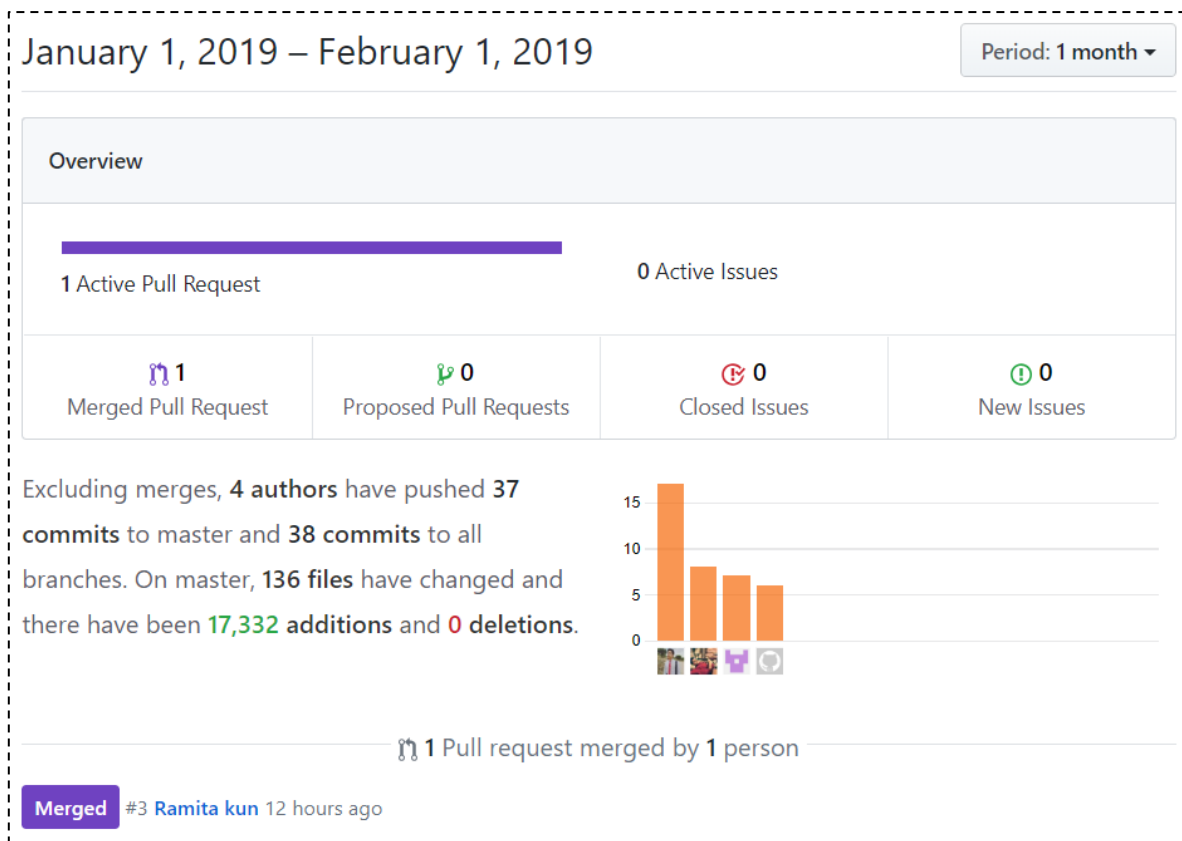 January 1, 2019 – February 1, 2019
Period: 1 month
Overview
1 Active Pull Request
0 Active Issues
1
Merged Pull Request
0
Proposed Pull Requests
0
Closed Issues
0
New Issues
Excluding merges, 4 authors have pushed 37
commits to master and 38 commits to all
branches. On master, 136 files have changed and
there have been 17,332 additions and 0 deletions.
15
10
5
0
1 Pull request merged by 1 person
Merged #3 Ramita kun 12 hours ago